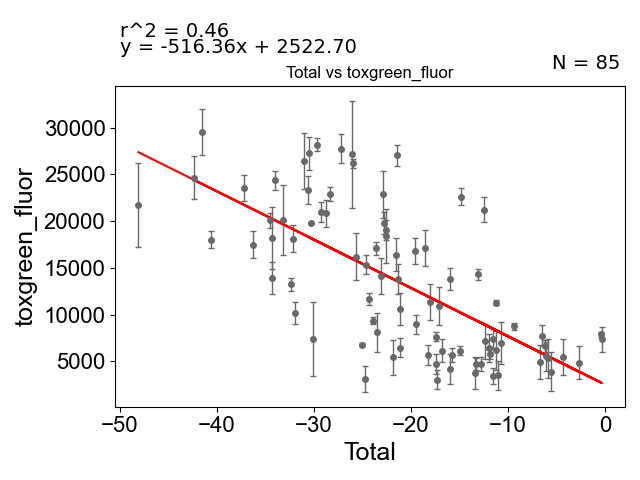 r^2 = 0.46
y = -516.36x + 2522.70
N = 85
Total vs toxgreen_fluor
toxgreen_fluor
30000
25000
20000
15000
10000
5000
−50 −40 −30 −20 −10 0
Total